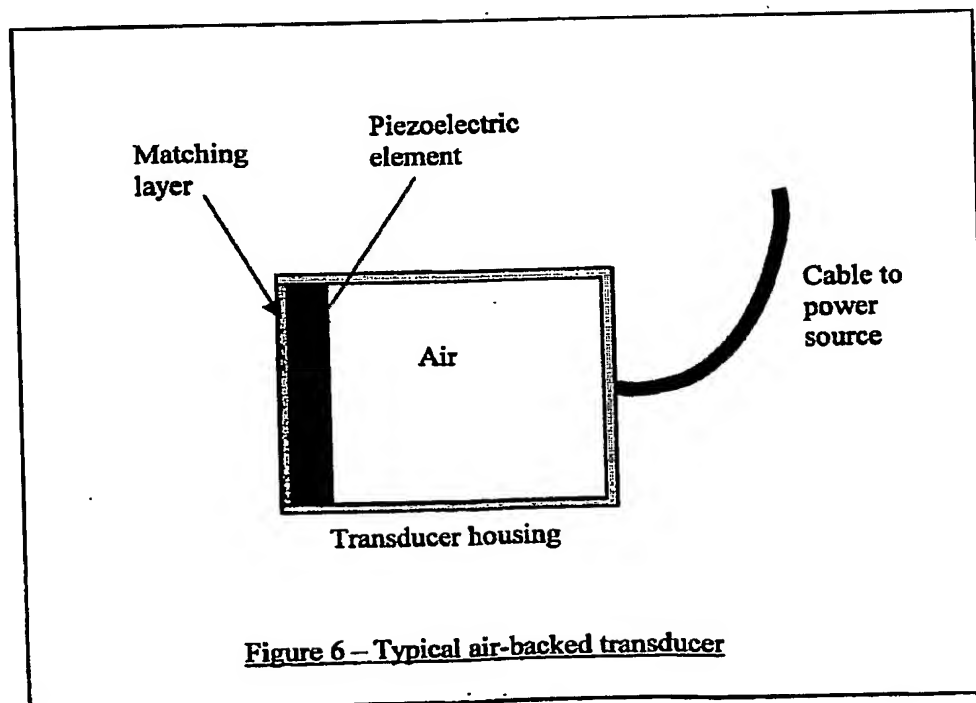 Piezoelectric
element
Matching
layer
Cable to
power
source
Air
Transducer housing
Figure 6 – Typical air-backed transducer